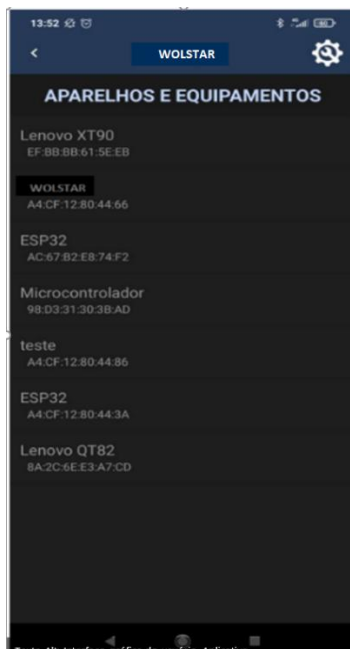 13:52
WOLSTAR
APARELHOS E EQUIPAMENTOS
Lenovo XT90
EF:BB:BB:61:5E:EB
WOLSTAR
A4:CF:12:80:44:66
ESP32
AC:67:B2:E8:74:F2
Microcontrolador
98:D3:31:30:3B:AD
teste
A4:CF:12:80:44:86
ESP32
A4:CF:12:80:44:3A
Lenovo QT82
8A:2C:6E:E3:A7:CD